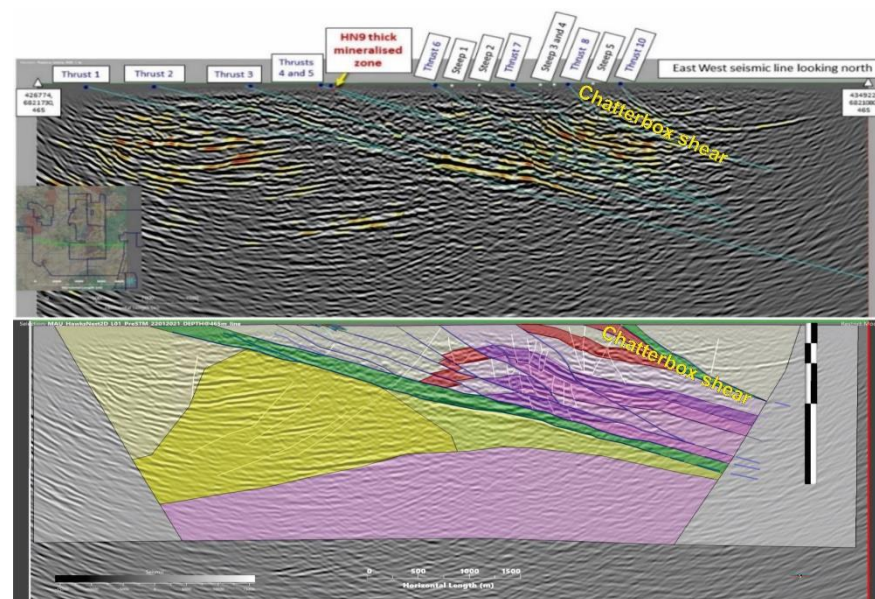 HN9 thick
mineralised
zone
Thrust 1
Thrust 2
Thrust 3
Thrusts
4 and 5
Thrust 6
Steep 1
Steep 2
Thrust 7
Steep 3 and 4
Thrust 8
Steep 5
Thrust 10
East West seismic line looking north
426774,
6821730,
465
465
Chatterbox shear
Chatterbox shear
0 500 1000 1500
Horizontal Length (m)